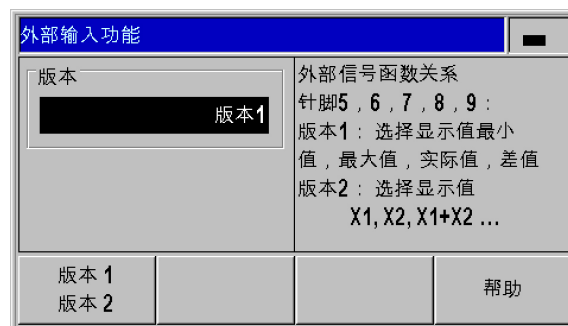 外部输入功能
版本
版本1
外部信号函数关系
针脚5 , 6 , 7 , 8 , 9 :
版本1 : 选择显示值最小
值 , 最大值 , 实际值 , 差值
版本2 : 选择显示值
X1, X2, X1+X2 ...
版本 1
版本 2
帮助